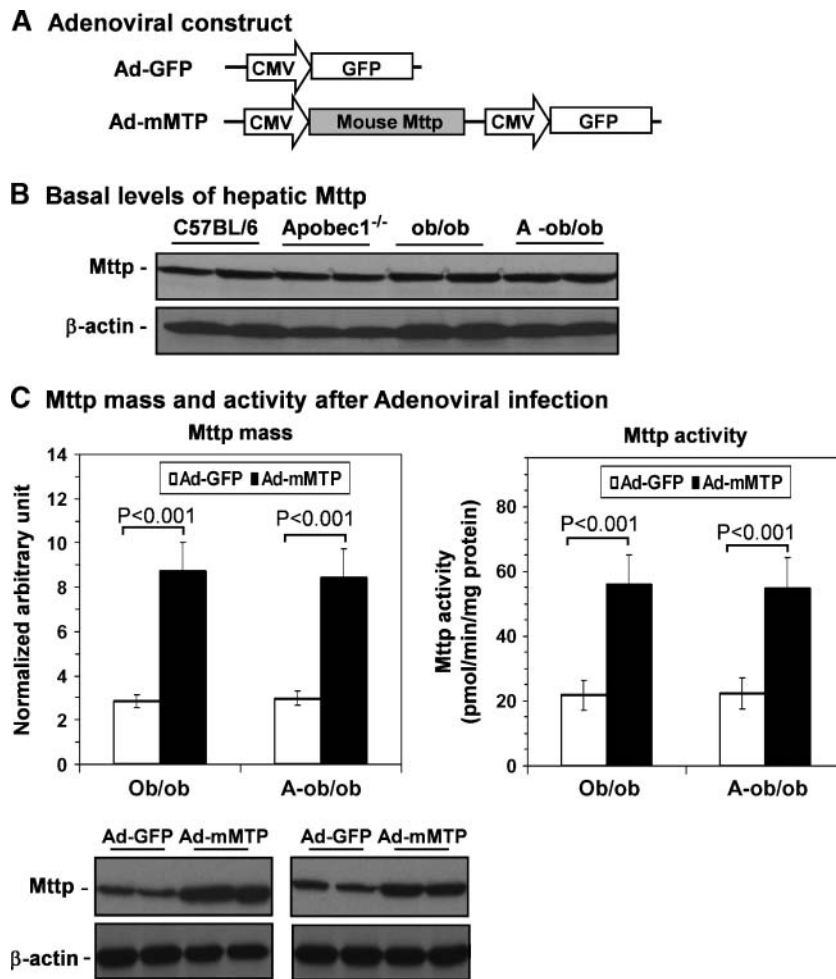 A Adenoviral construct
Ad-GFP
CMV GFP
Ad-mMTP
CMV Mouse Mttp CMV GFP
B Basal levels of hepatic Mttp
C57BL/6 Apobec1-/- ob/ob A -ob/ob
Mttp -
β-actin -
C Mttp mass and activity after Adenoviral infection
Mttp mass
Normalized arbitrary unit
14
12
10
8
6
4
2
0
Ad-GFP Ad-mMTP
P<0.001
P<0.001
Ob/ob A-ob/ob
Mttp activity
Mttp activity
(pmol/min/mg protein)
80
60
40
20
0
Ad-GFP Ad-mMTP
P<0.001
P<0.001
Ob/ob A-ob/ob
Ad-GFP Ad-mMTP Ad-GFP Ad-mMTP
Mttp -
β-actin -